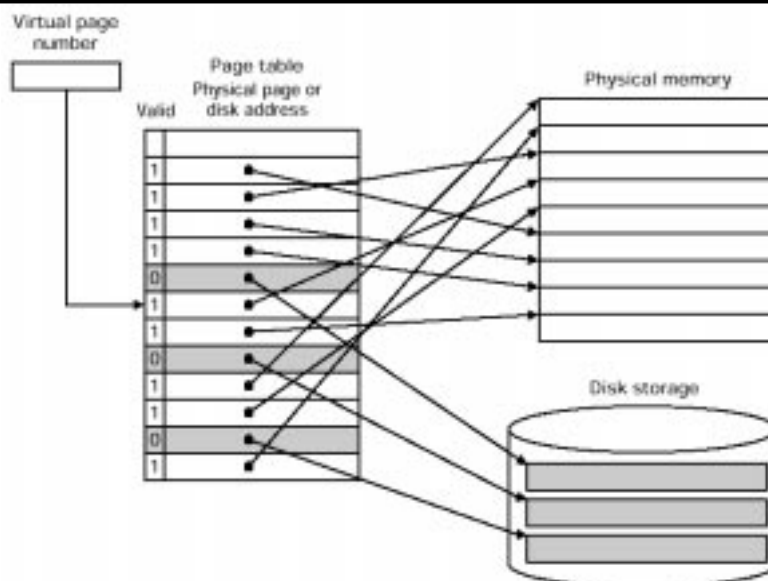 Virtual page
number
Page table
Physical page or
disk address
Valid
Physical memory
1
1
1
1
0
1
1
0
1
1
0
1
Disk storage